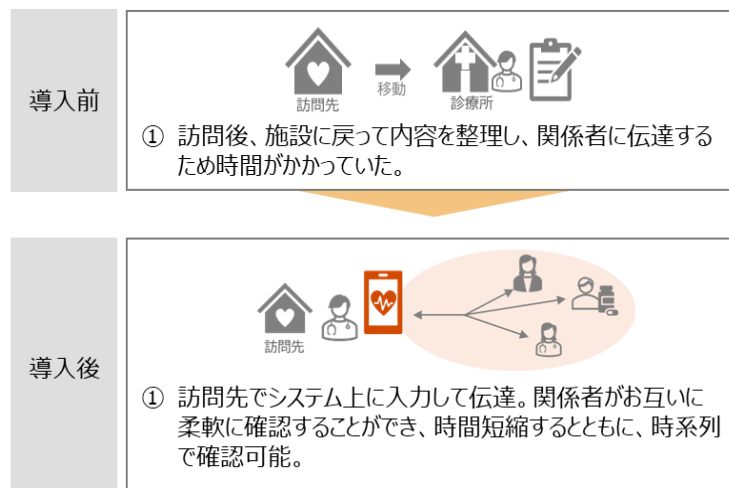 導入前
訪問先
移動
診療所
① 訪問後、施設に戻って内容を整理し、関係者に伝達する
ため時間がかかっていた。
導入後
訪問先
① 訪問先でシステム上に入力して伝達。関係者がお互いに
柔軟に確認することができ、時間短縮するとともに、時系列
で確認可能。